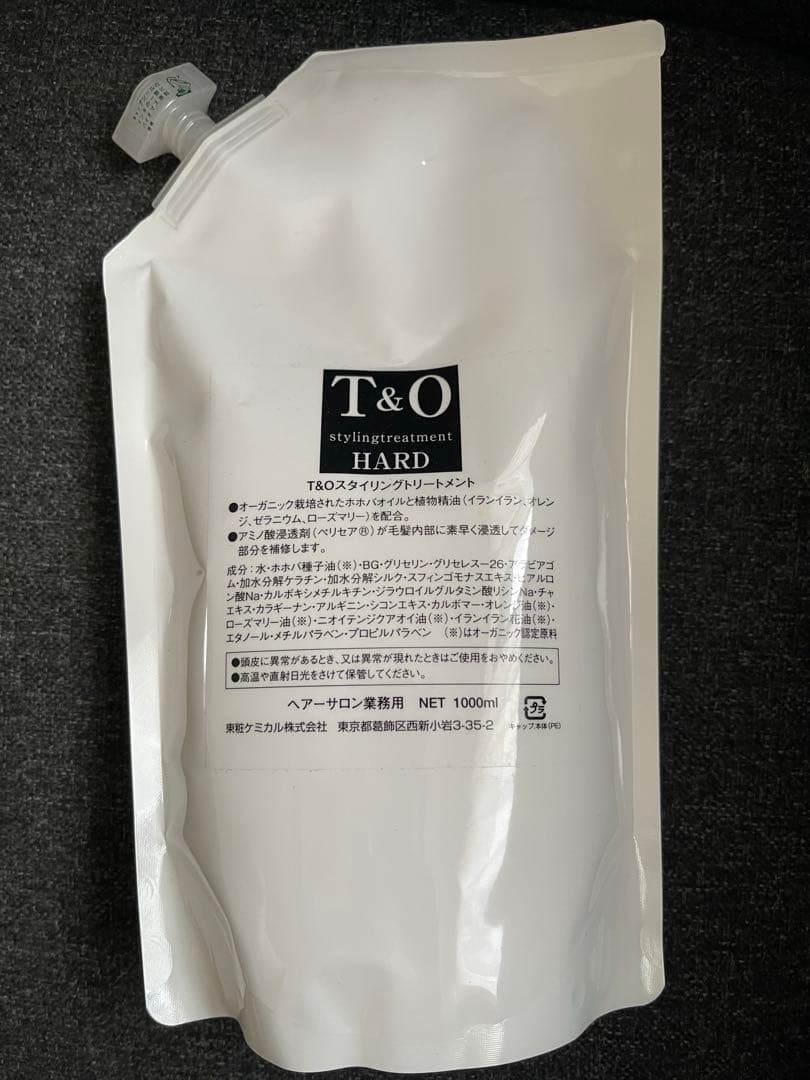 T&O
stylingtreatment
HARD
T&Oスタイリングトリートメント
●オーガニック栽培されたホホバオイルと植物精油(イランイラン、オレン
ジ、ゼラニウム、ローズマリー)を配合。
●アミノ酸浸透剤(ペリセア®)が毛髪内部に素早く浸透してダメージ
部分を補修します。
成分:水・ホホバ種子油(※)・BG・グリセリン・グリセレス-26・アラビアゴ
ム・加水分解ケラチン・加水分解シルク・スフィンゴモナスエキス・ヒアルロ
ン酸Na・カルボキシメチルキチン・ジラウロイルグルタミン酸リシンNa・チャ
エキス・カラギーナン・アルギニン・シコンエキス・カルボマー・オレンジ油(※)・
ローズマリー油(※)・ニオイテンジクアオイ油(※)・イランイラン花油(※)・
エタノール・メチルパラベン・プロピルパラベン (※)はオーガニック認定原料
●頭皮に異常があるとき、又は異常が現れたときはご使用をおやめください。
●高温や直射日光をさけて保管してください。
ヘアーサロン業務用 NET 1000ml
プラ
東粧ケミカル株式会社 東京都葛飾区西新小岩3-35-2
キャップ、本体(PE)